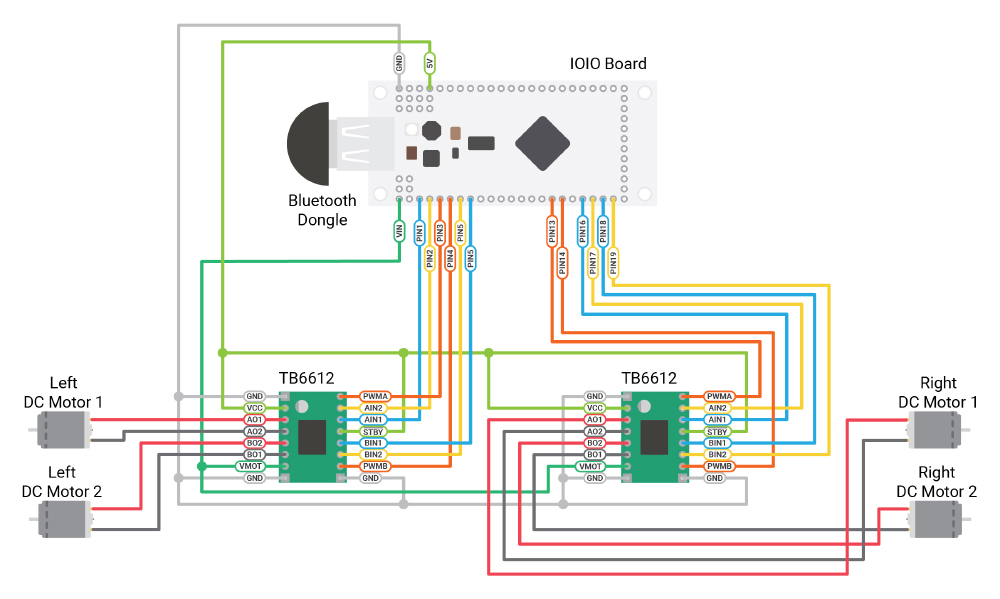 GND
5V
IOIO Board
Bluetooth
Dongle
VIN
PIN1
PIN2
PIN3
PIN4
PIN5
PIN5
PIN13
PIN14
PIN16
PIN17
PIN18
PIN19
TB6612
GND
VCC
AO1
AO2
BO2
BO1
VMOT
GND
PWMA
AIN2
AIN1
STBY
BIN1
BIN2
PWMB
GND
TB6612
GND
VCC
AO1
AO2
BO2
BO1
VMOT
GND
PWMA
AIN2
AIN1
STBY
BIN1
BIN2
PWMB
GND
Left
DC Motor 1
Left
DC Motor 2
Right
DC Motor 1
Right
DC Motor 2